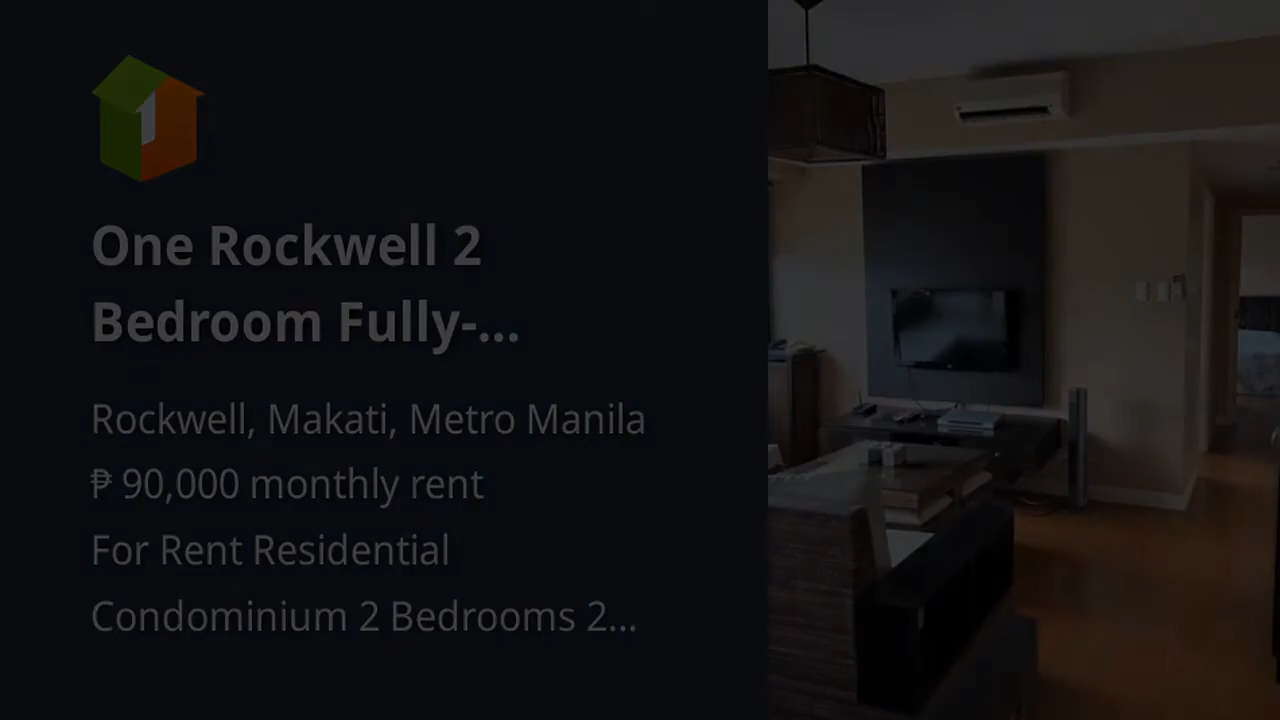 One Rockwell 2
Bedroom Fully-...
Rockwell, Makati, Metro Manila
₱ 90,000 monthly rent
For Rent Residential
Condominium 2 Bedrooms 2...